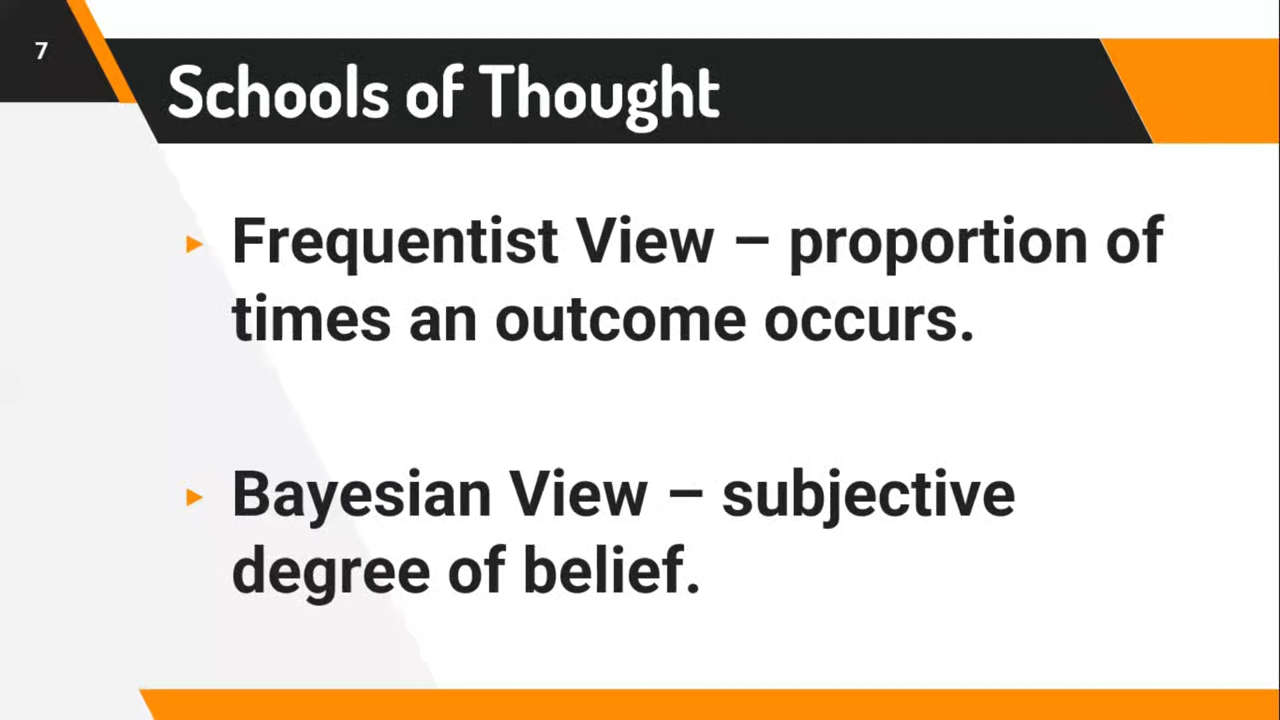 7
Schools of Thought
Frequentist View – proportion of
times an outcome occurs.
Bayesian View – subjective
degree of belief.